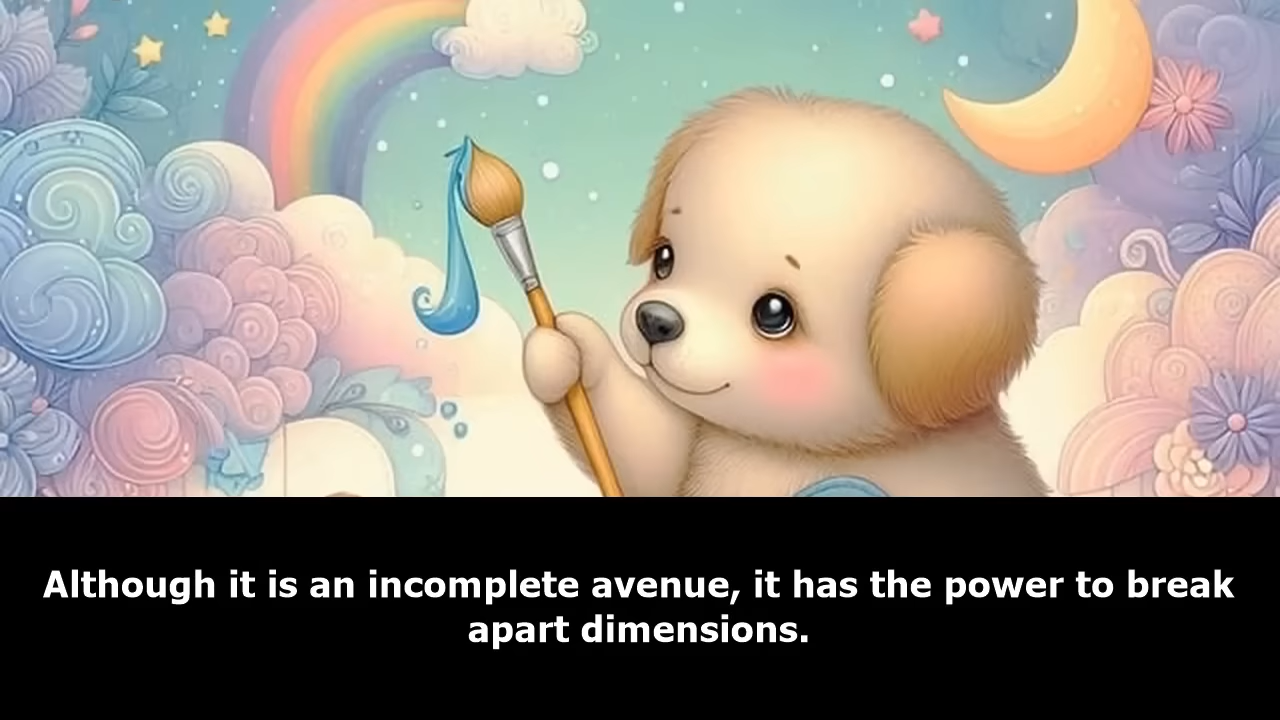 Although it is an incomplete avenue, it has the power to break
apart dimensions.